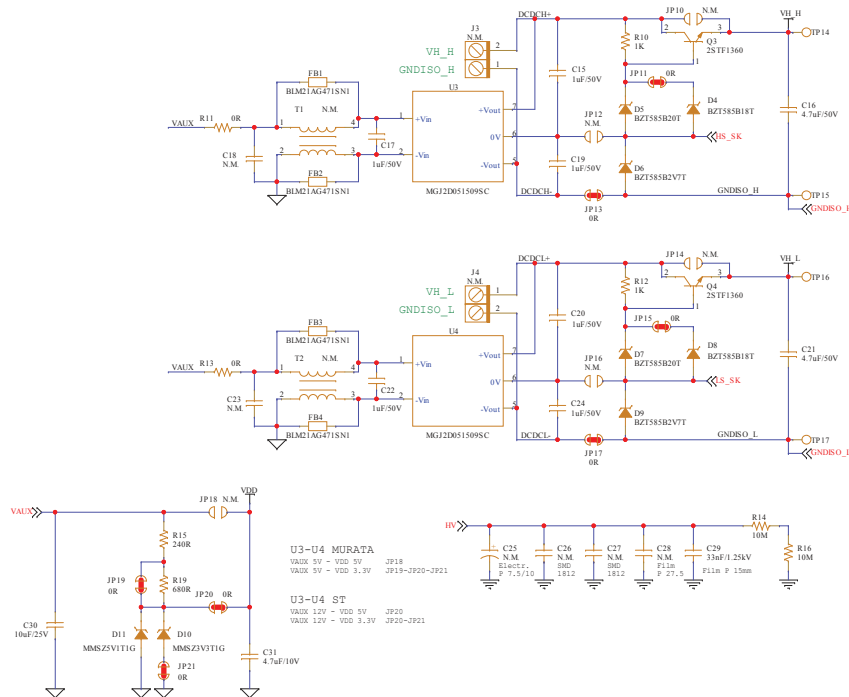 J3
N.M.
VH_H
2
GNDISO_H
1
DCDCH+
JP10
N.M.
VH_H
2
3
Q3
2STF1360
1
TP14
R10
1K
FB1
BLM21AG471SN1
T1
N.M.
VAUX
R11
0R
1
4
2
3
C18
N.M.
FB2
BLM21AG471SN1
C17
1uF/50V
U3
1
+Vin
2
-Vin
+Vout
7
0V
6
-Vout
5
MGJ2D051509SC
C15
1uF/50V
JP11
0R
D5
BZT585B20T
D4
BZT585B18T
JP12
N.M.
HS_SK
C19
1uF/50V
D6
BZT585B2V7T
C16
4.7uF/50V
DCDCH-
JP13
0R
GNDISO_H
TP15
GNDISO_H
J4
N.M.
VH_L
1
GNDISO_L
2
DCDCL+
JP14
N.M.
VH_L
2
3
Q4
2STF1360
1
TP16
R12
1K
FB3
BLM21AG471SN1
T2
N.M.
VAUX
R13
0R
1
4
2
3
C23
N.M.
FB4
BLM21AG471SN1
C22
1uF/50V
U4
1
+Vin
2
-Vin
+Vout
7
0V
6
-Vout
5
MGJ2D051509SC
C20
1uF/50V
JP15
0R
D7
BZT585B20T
D8
BZT585B18T
JP16
N.M.
LS_SK
C24
1uF/50V
D9
BZT585B2V7T
C21
4.7uF/50V
DCDCL-
JP17
0R
GNDISO_L
TP17
GNDISO_L
VAUX
JP18
N.M.
VDD
R15
240R
JP19
0R
R19
680R
JP20
0R
C30
10uF/25V
D11
MMSZ5V1T1G
D10
MMSZ3V3T1G
JP21
0R
C31
4.7uF/10V
U3-U4 MURATA
VAUX 5V - VDD 5V JP18
VAUX 5V - VDD 3.3V JP19-JP20-JP21
U3-U4 ST
VAUX 12V - VDD 5V JP20
VAUX 12V - VDD 3.3V JP20-JP21
HV
+
C25
N.M.
Electr.
P 7.5/10
C26
N.M.
SMD
1812
C27
N.M.
SMD
1812
C28
N.M.
Film
P 27.5
C29
33nF/1.25kV
Film P 15mm
R14
10M
R16
10M